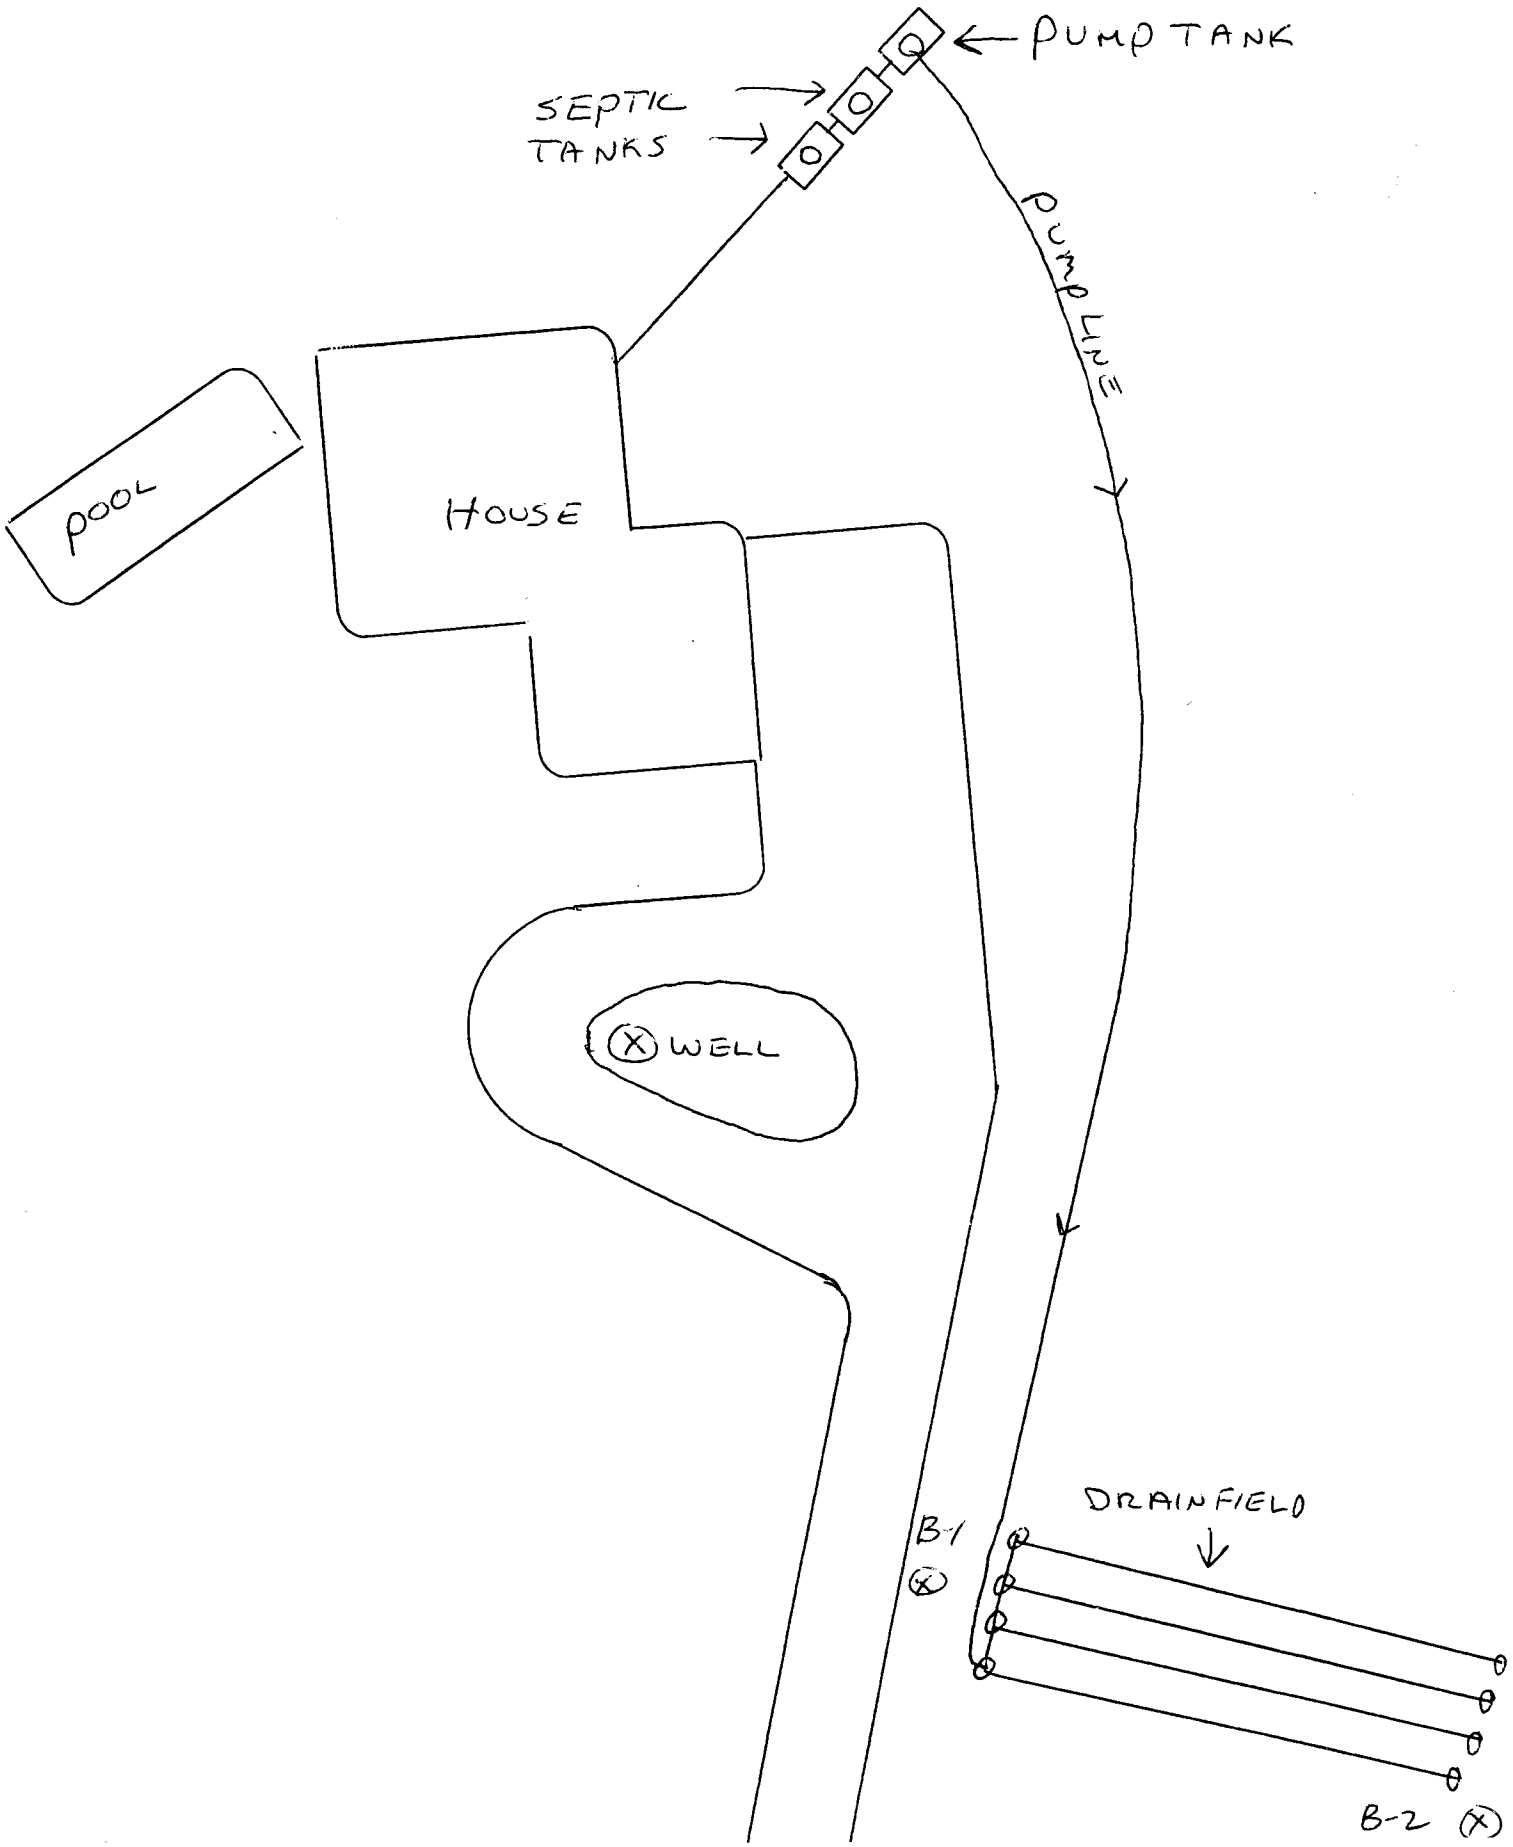 PUMP TANK
SEPTIC
TANKS
PUMP LINE
POOL
HOUSE
WELL
DRAINFIELD
B-1
B-2